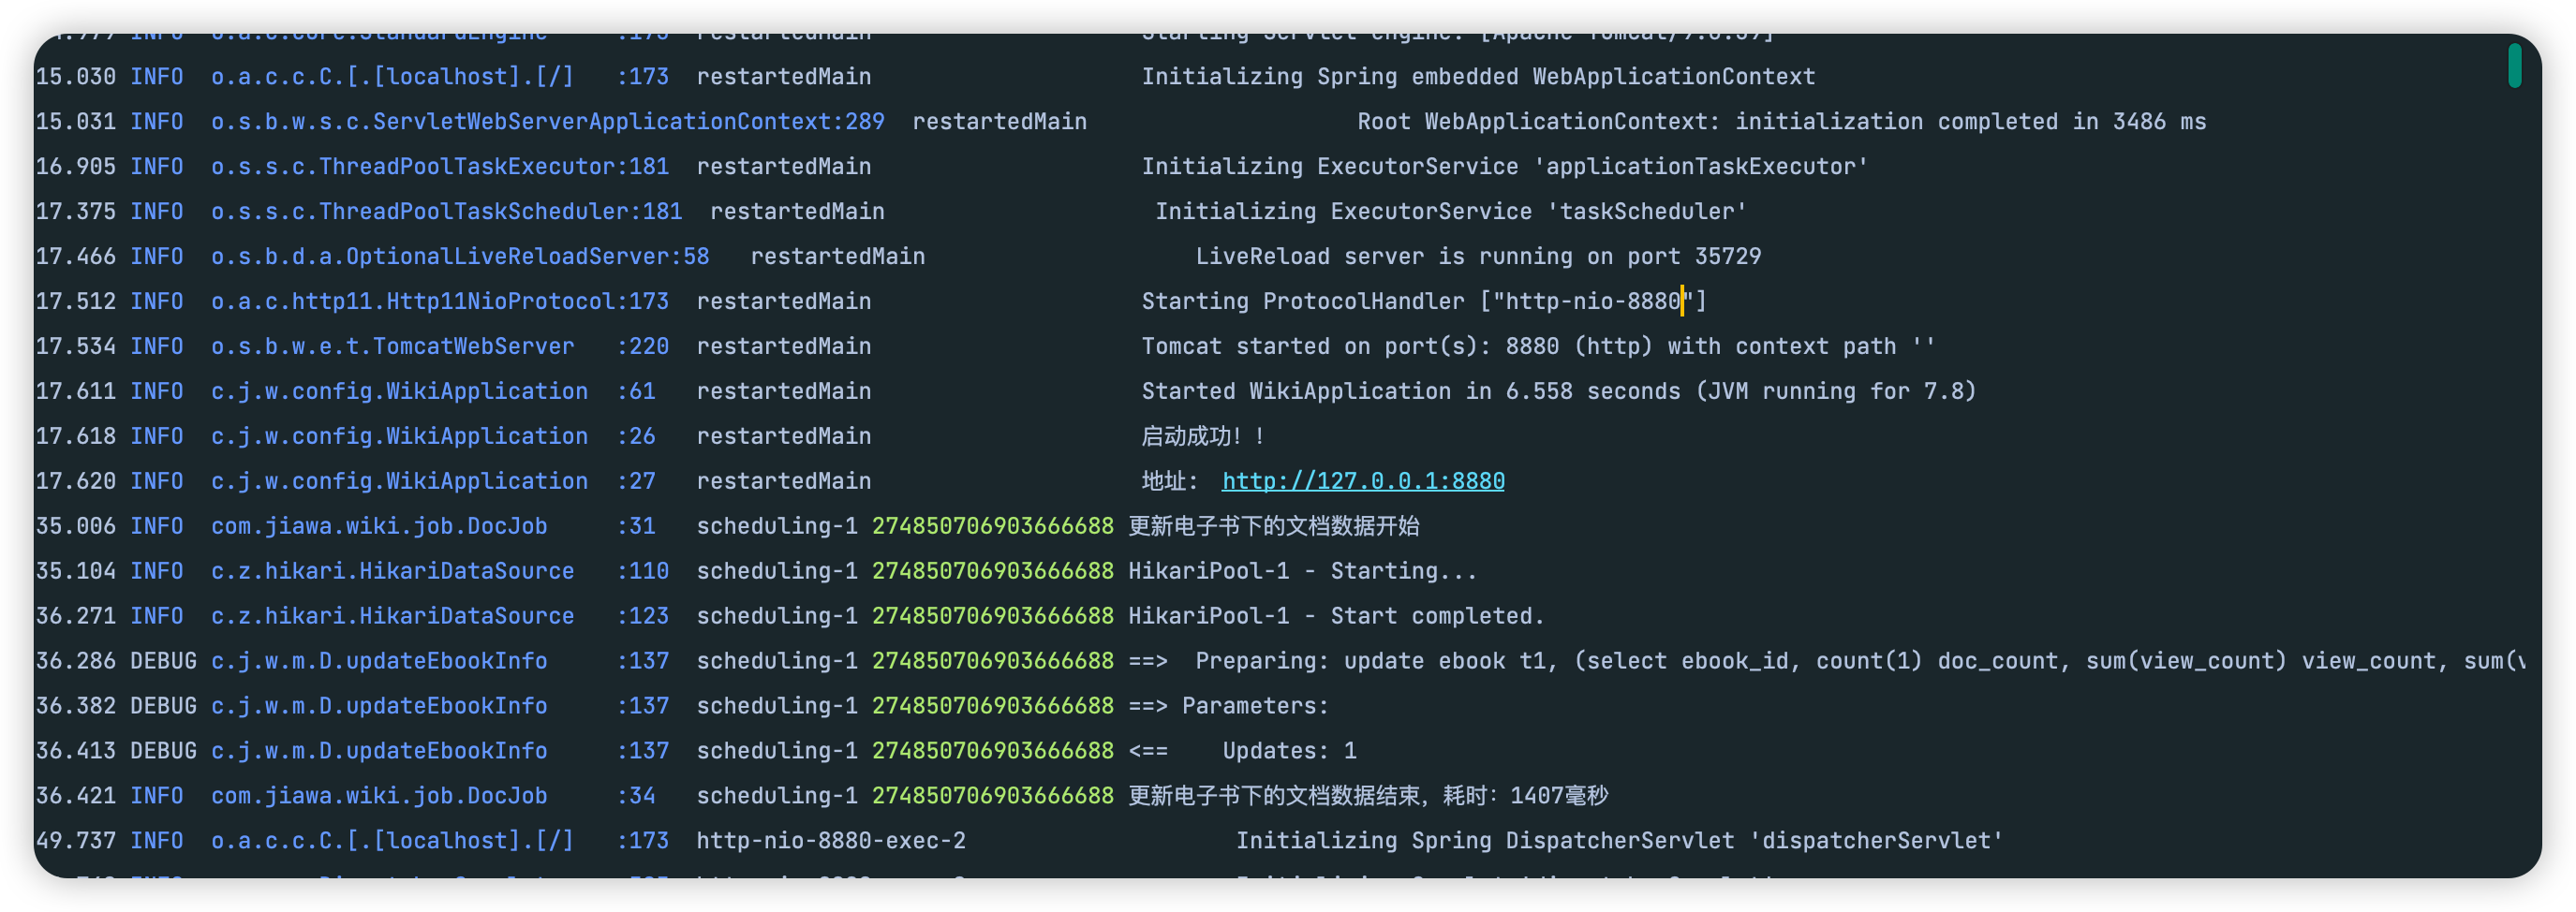 INFO restartedMain Starting Servlet engine: [Apache Tomcat/
15.030 INFO o.a.c.c.C.[.[localhost].[/] :173 restartedMain Initializing Spring embedded WebApplicationContext
15.031 INFO o.s.b.w.s.c.ServletWebServerApplicationContext:289 restartedMain Root WebApplicationContext: initialization completed in 3486 ms
16.905 INFO o.s.s.c.ThreadPoolTaskExecutor:181 restartedMain Initializing ExecutorService 'applicationTaskExecutor'
17.375 INFO o.s.s.c.ThreadPoolTaskScheduler:181 restartedMain Initializing ExecutorService 'taskScheduler'
17.466 INFO o.s.b.d.a.OptionalLiveReloadServer:58 restartedMain LiveReload server is running on port 35729
17.512 INFO o.a.c.http11.Http11NioProtocol:173 restartedMain Starting ProtocolHandler ["http-nio-8880"]
17.534 INFO o.s.b.w.e.t.TomcatWebServer :220 restartedMain Tomcat started on port(s): 8880 (http) with context path ''
17.611 INFO c.j.w.config.WikiApplication :61 restartedMain Started WikiApplication in 6.558 seconds (JVM running for 7.8)
17.618 INFO c.j.w.config.WikiApplication :26 restartedMain 启动成功！！
17.620 INFO c.j.w.config.WikiApplication :27 restartedMain 地址： http://127.0.0.1:8880
35.006 INFO com.jiawa.wiki.job.DocJob :31 scheduling-1 274850706903666688 更新电子书下的文档数据开始
35.104 INFO c.z.hikari.HikariDataSource :110 scheduling-1 274850706903666688 HikariPool-1 - Starting...
36.271 INFO c.z.hikari.HikariDataSource :123 scheduling-1 274850706903666688 HikariPool-1 - Start completed.
36.286 DEBUG c.j.w.m.D.updateEbookInfo :137 scheduling-1 274850706903666688 ==> Preparing: update ebook t1, (select ebook_id, count(1) doc_count, sum(view_count) view_count, sum(v
36.382 DEBUG c.j.w.m.D.updateEbookInfo :137 scheduling-1 274850706903666688 ==> Parameters:
36.413 DEBUG c.j.w.m.D.updateEbookInfo :137 scheduling-1 274850706903666688 <== Updates: 1
36.421 INFO com.jiawa.wiki.job.DocJob :34 scheduling-1 274850706903666688 更新电子书下的文档数据结束，耗时：1407毫秒
49.737 INFO o.a.c.c.C.[.[localhost].[/] :173 http-nio-8880-exec-2 Initializing Spring DispatcherServlet 'dispatcherServlet'